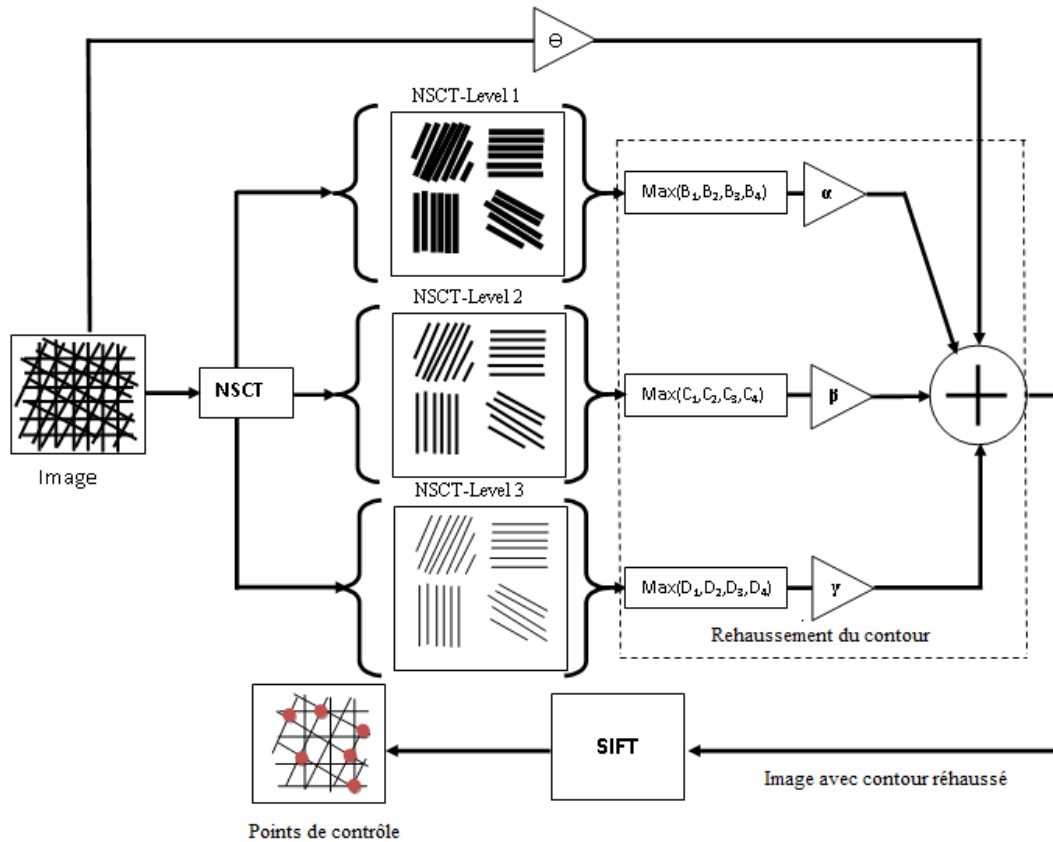 ϴ
NSCT-Level 1
Max(B₁,B₂,B₃,B₄)
α
NSCT-Level 2
Image
NSCT
Max(C₁,C₂,C₃,C₄)
β
NSCT-Level 3
Max(D₁,D₂,D₃,D₄)
γ
Rehaussement du contour
SIFT
Image avec contour réhaussé
Points de contrôle